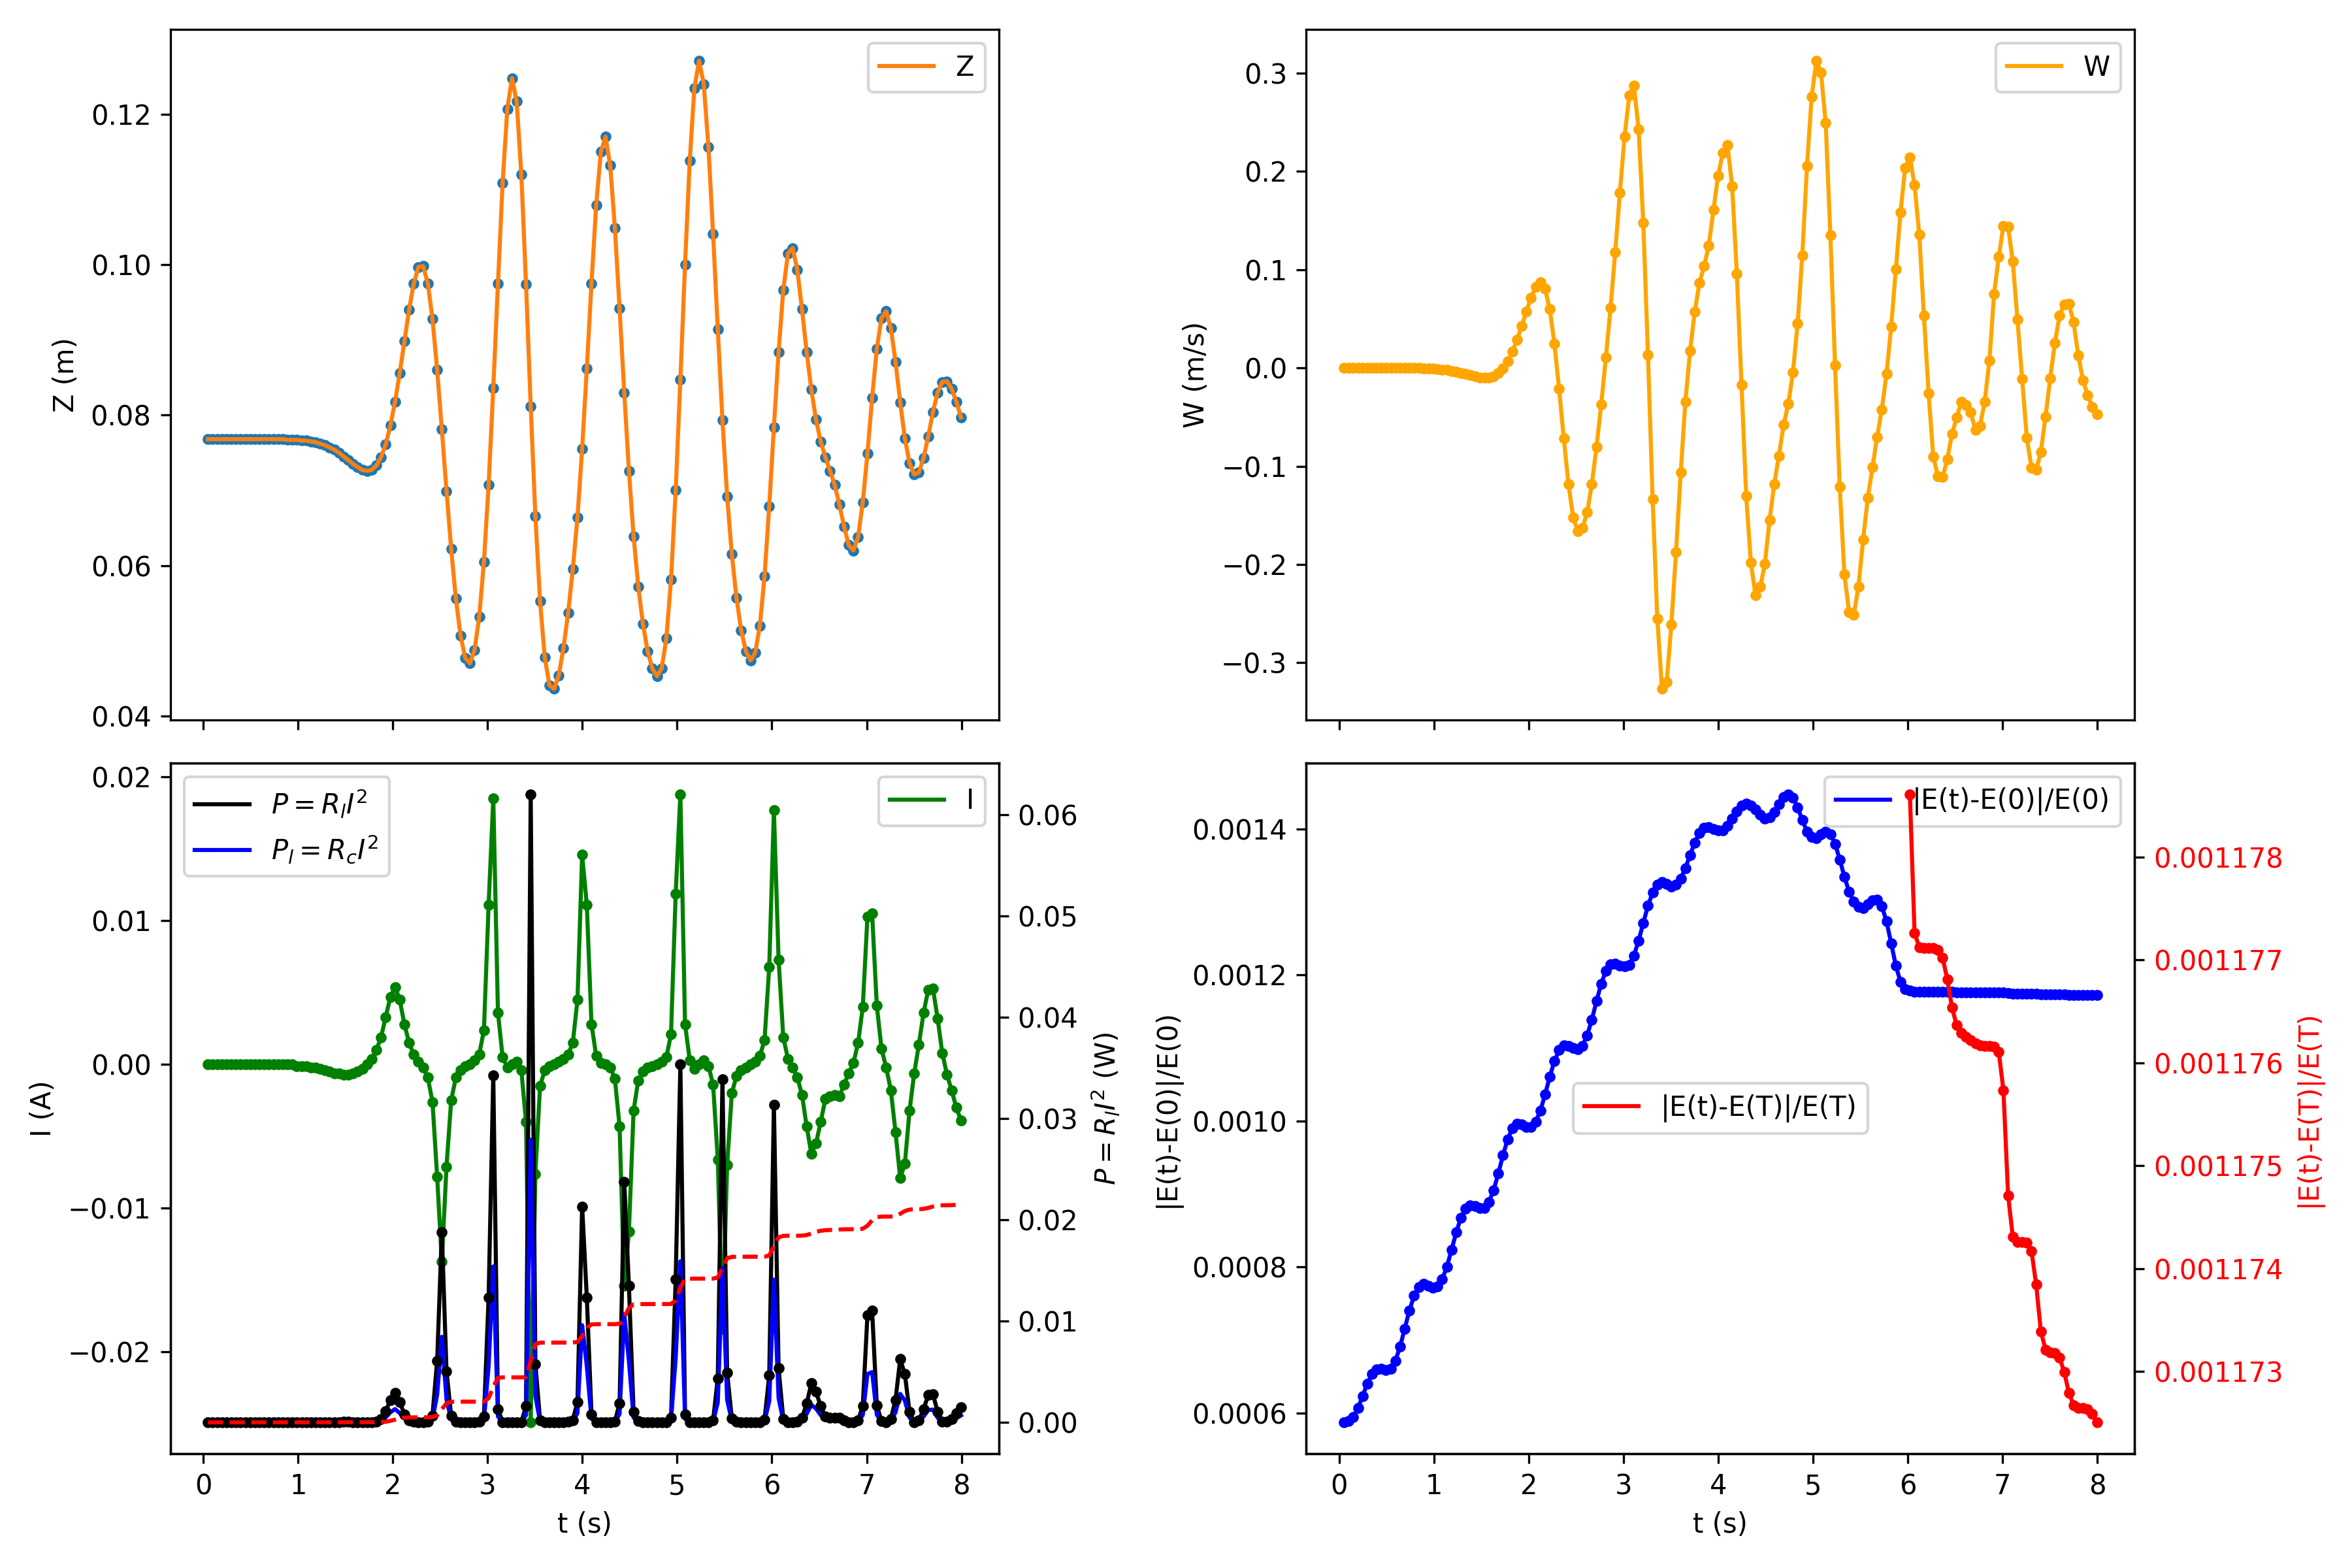 Z
0.12
0.10
0.08
0.06
0.04
Z (m)
W
0.3
0.2
0.1
0.0
−0.1
−0.2
−0.3
W (m/s)
P = R_l I^2
P_l = R_c I^2
I
0.02
0.01
0.00
−0.01
−0.02
I (A)
0.06
0.05
0.04
0.03
0.02
0.01
0.00
P = R_l I^2 (W)
0 1 2 3 4 5 6 7 8
t (s)
|E(t)-E(0)|/E(0)
|E(t)-E(T)|/E(T)
0.0014
0.0012
0.0010
0.0008
0.0006
|E(t)-E(0)|/E(0)
0.001178
0.001177
0.001176
0.001175
0.001174
0.001173
|E(t)-E(T)|/E(T)
0 1 2 3 4 5 6 7 8
t (s)